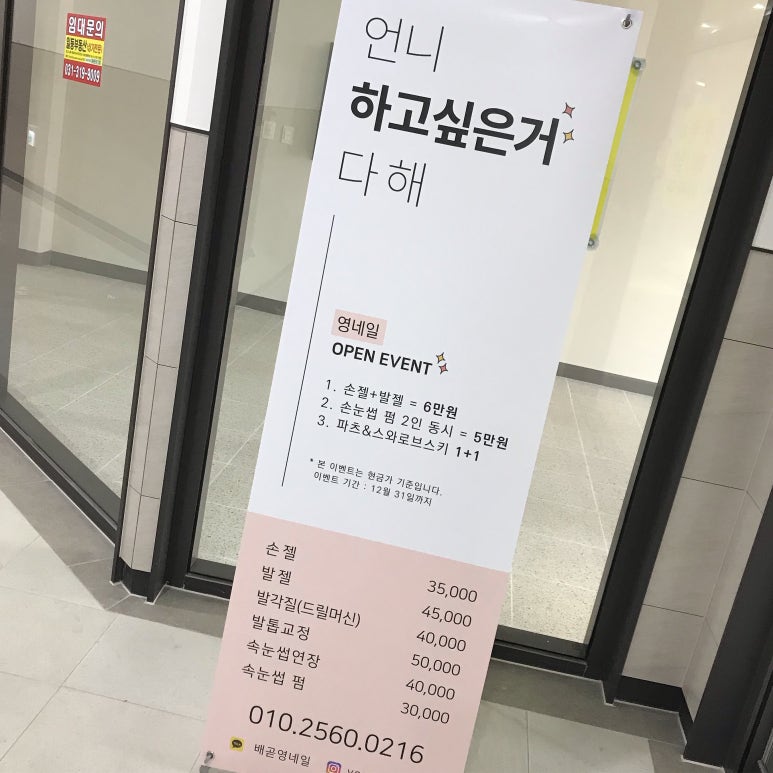 임대문의
031-319-9009
언니
하고싶은거
다해
영네일
OPEN EVENT
1. 손젤+발젤 = 6만원
2. 손눈썹 펌 2인 동시 = 5만원
3. 파츠&스와로브스키 1+1
* 본 이벤트는 현금가 기준입니다.
이벤트 기간 : 12월 31일까지
손젤 35,000
발젤 45,000
발각질(드릴머신) 40,000
발톱교정 50,000
속눈썹연장 40,000
속눈썹 펌 30,000
010.2560.0216
배곧영네일